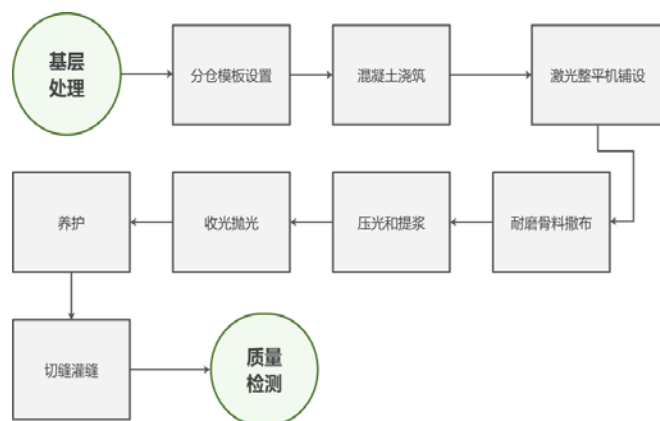 基层
处理
分仓模板设置
混凝土浇筑
激光整平机铺设
耐磨骨料撒布
压光和提浆
收光抛光
养护
切缝灌缝
质量
检测